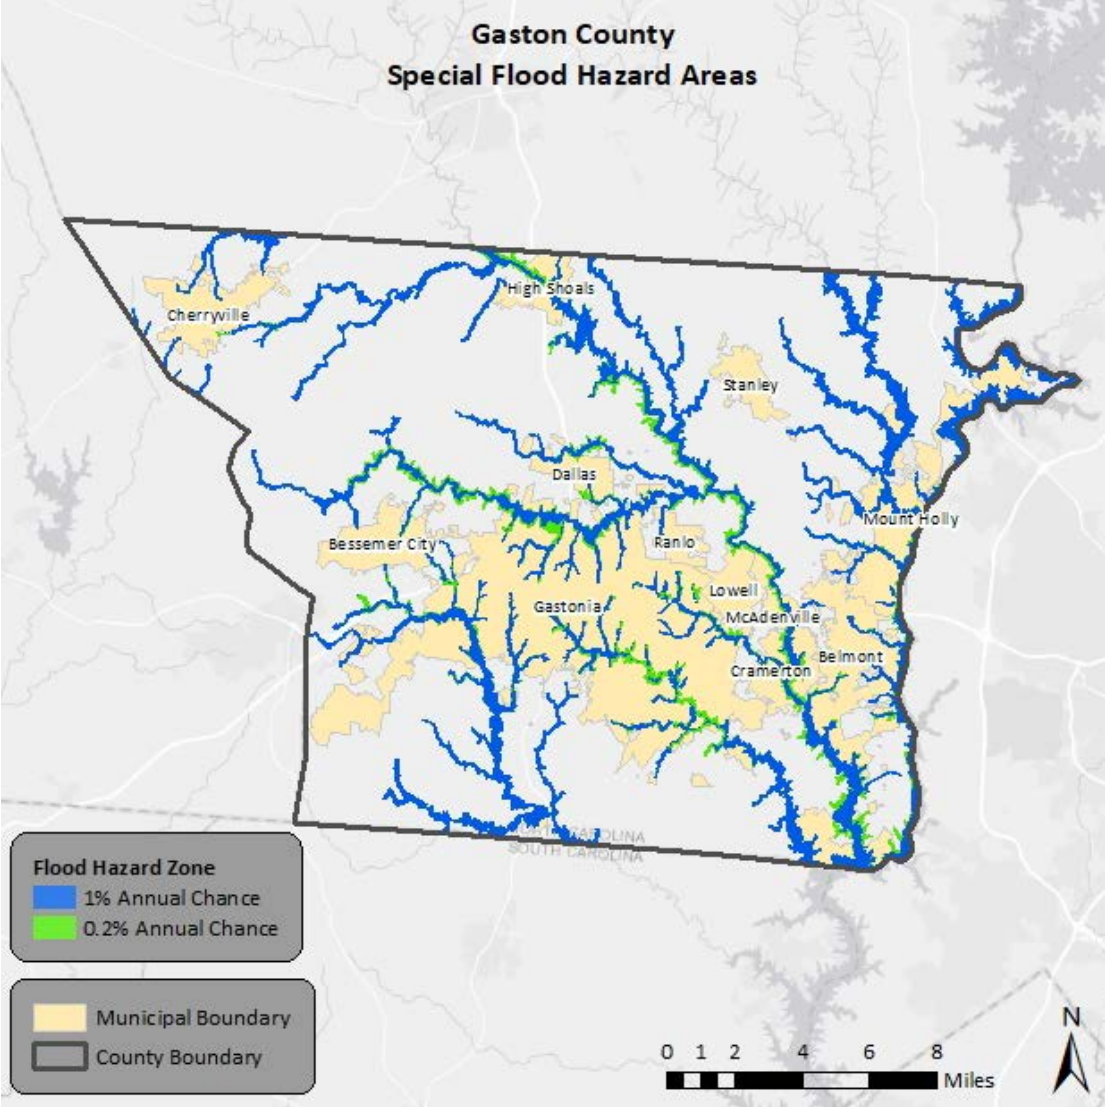 Gaston County
Special Flood Hazard Areas
High Shoals
Cherryville
Stanley
Dallas
Mount Holly
Bessemer City
Ranlo
Lowell
Gastonia
McAdenville
Belmont
Cramerton
NORTH CAROLINA
SOUTH CAROLINA
Flood Hazard Zone
1% Annual Chance
0.2% Annual Chance
Municipal Boundary
County Boundary
N
0 1 2 4 6 8
Miles